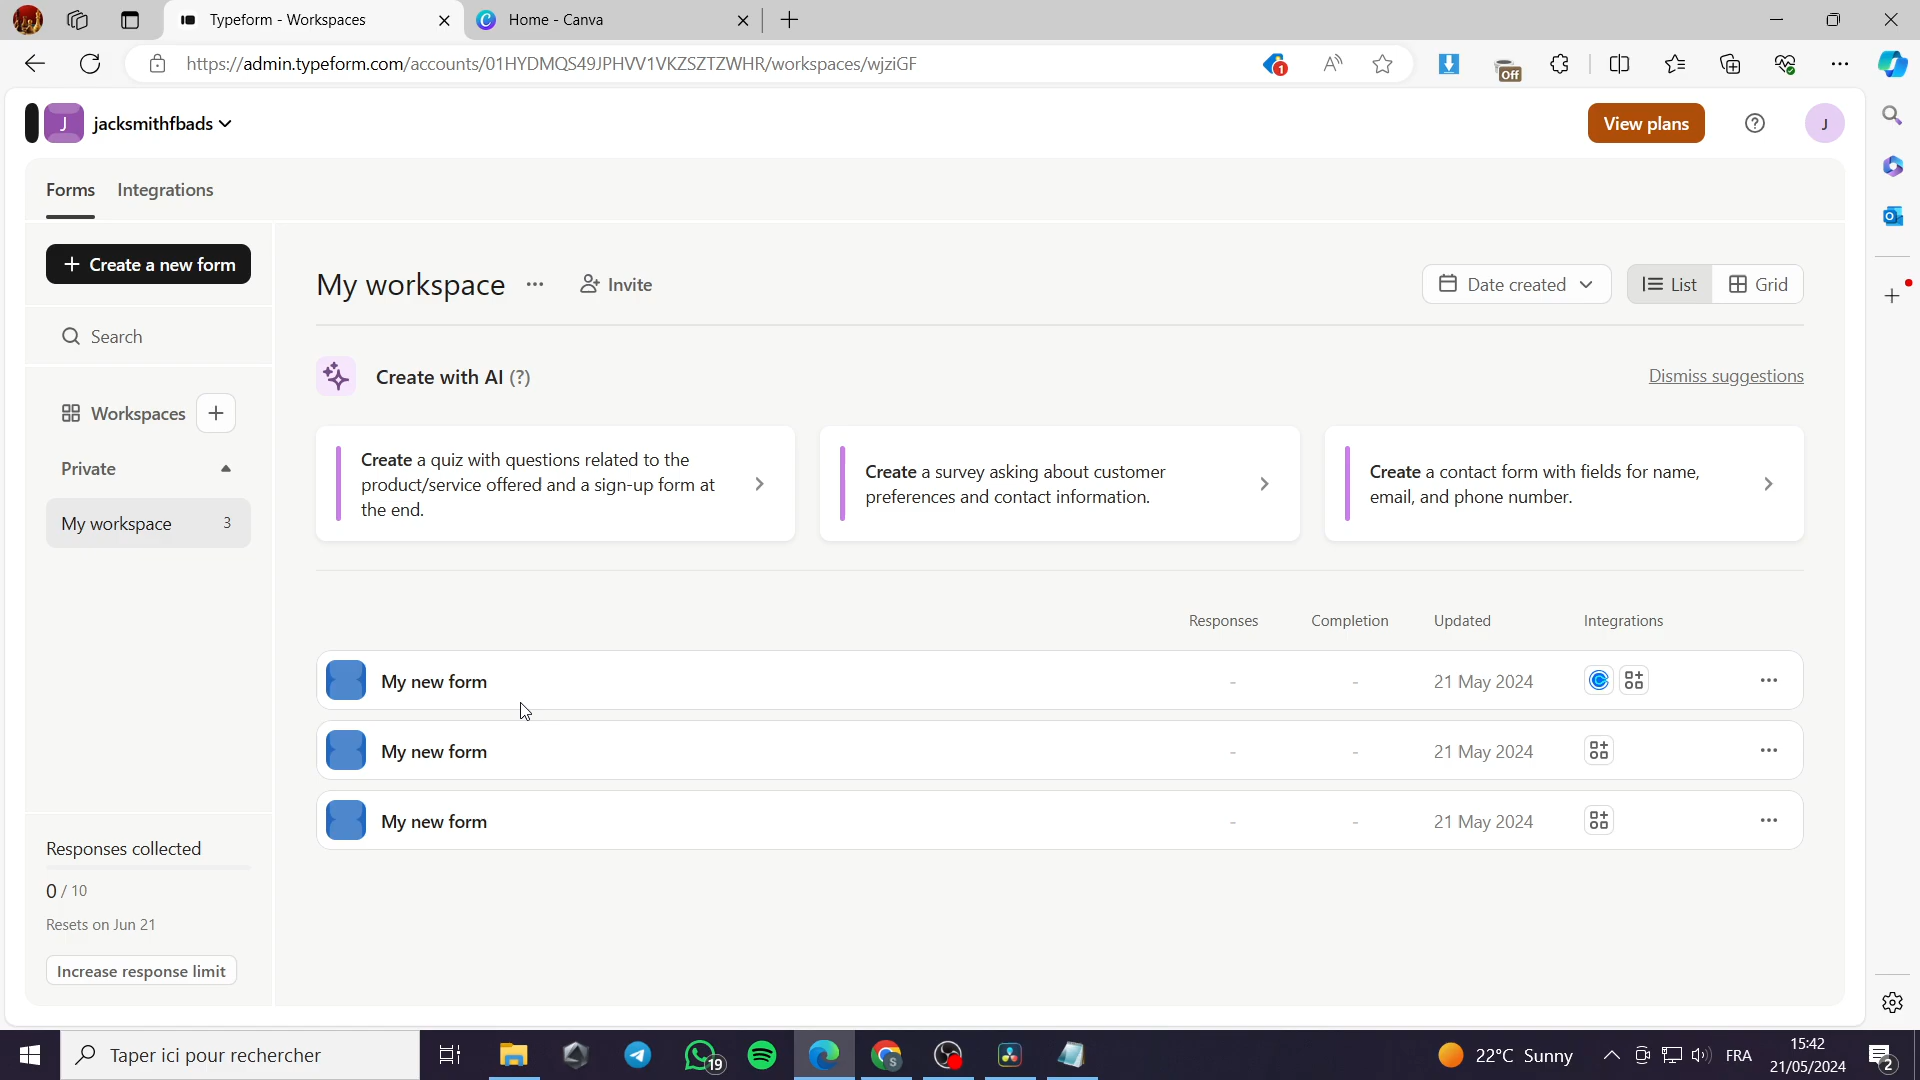 Typeform - Workspaces
Home - Canva
https://admin.typeform.com/accounts/01HYDMQS49JPHVV1VKZSZTZWHR/workspaces/wjziGF
1
Off
J
jacksmithfbads
View plans
J
Forms
Integrations
+ Create a new form
My workspace
Invite
Date created
List
Grid
Search
Create with AI (?)
Dismiss suggestions
Workspaces
Private
My workspace 3
Create a quiz with questions related to the
product/service offered and a sign-up form at
the end.
Create a survey asking about customer
preferences and contact information.
Create a contact form with fields for name,
email, and phone number.
Responses
Completion
Updated
Integrations
My new form - - 21 May 2024
My new form - - 21 May 2024
My new form - - 21 May 2024
Responses collected
0 / 10
Resets on Jun 21
Increase response limit
Taper ici pour rechercher
19
S
22°C Sunny
FRA
15:42
21/05/2024
2